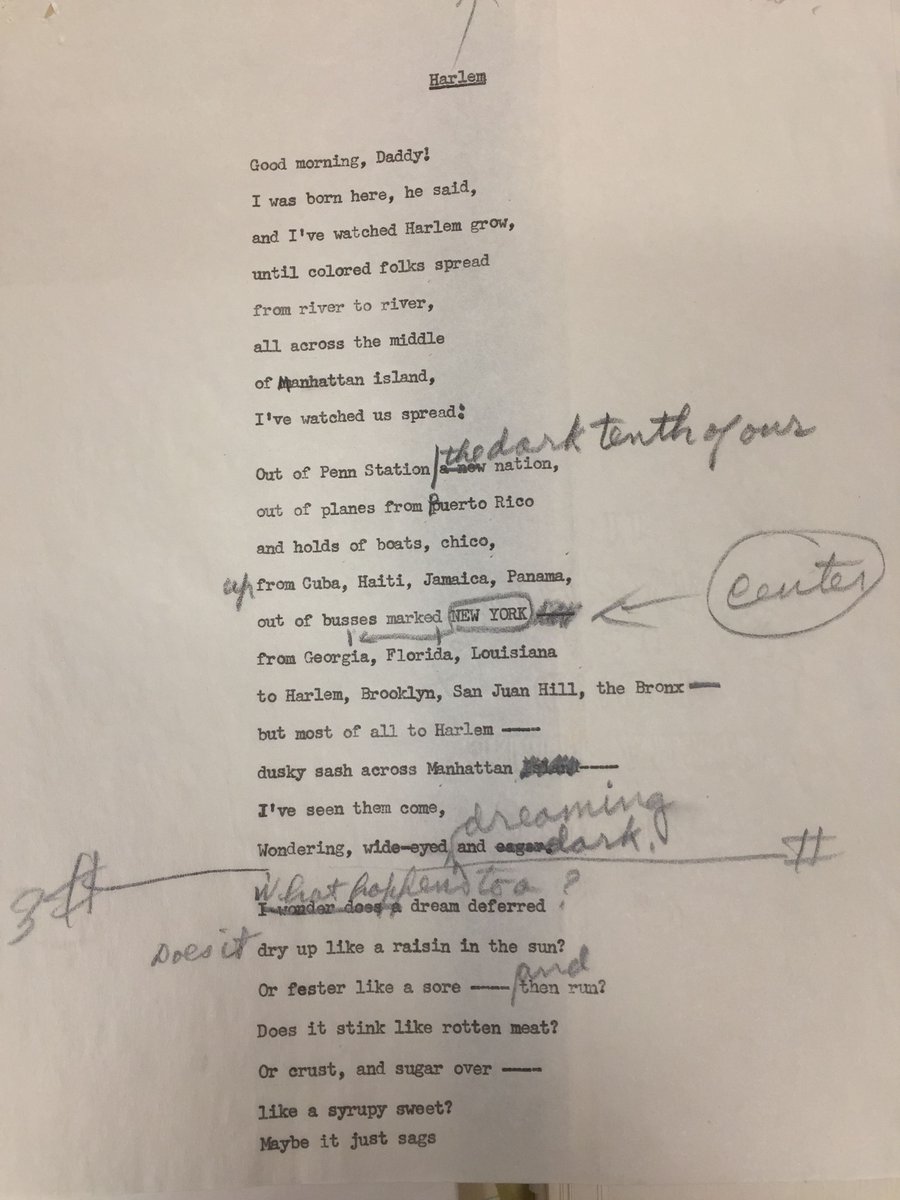 Harlem
Good morning, Daddy!
I was born here, he said,
and I've watched Harlem grow,
until colored folks spread
from river to river,
all across the middle
of Manhattan island,
I've watched us spread:
the dark tenth of our
Out of Penn Station a new nation,
out of planes from Puerto Rico
and holds of boats, chico,
up from Cuba, Haiti, Jamaica, Panama,
center
out of busses marked NEW YORK
from Georgia, Florida, Louisiana
to Harlem, Brooklyn, San Juan Hill, the Bronx —
but most of all to Harlem ——
dusky sash across Manhattan ——
I've seen them come,
dreaming
Wondering, wide-eyed and eager dark.
3 # #
What happens to a ?
I wonder does a dream deferred
Does it dry up like a raisin in the sun?
and
Or fester like a sore —— then run?
Does it stink like rotten meat?
Or crust, and sugar over ——
like a syrupy sweet?
Maybe it just sags